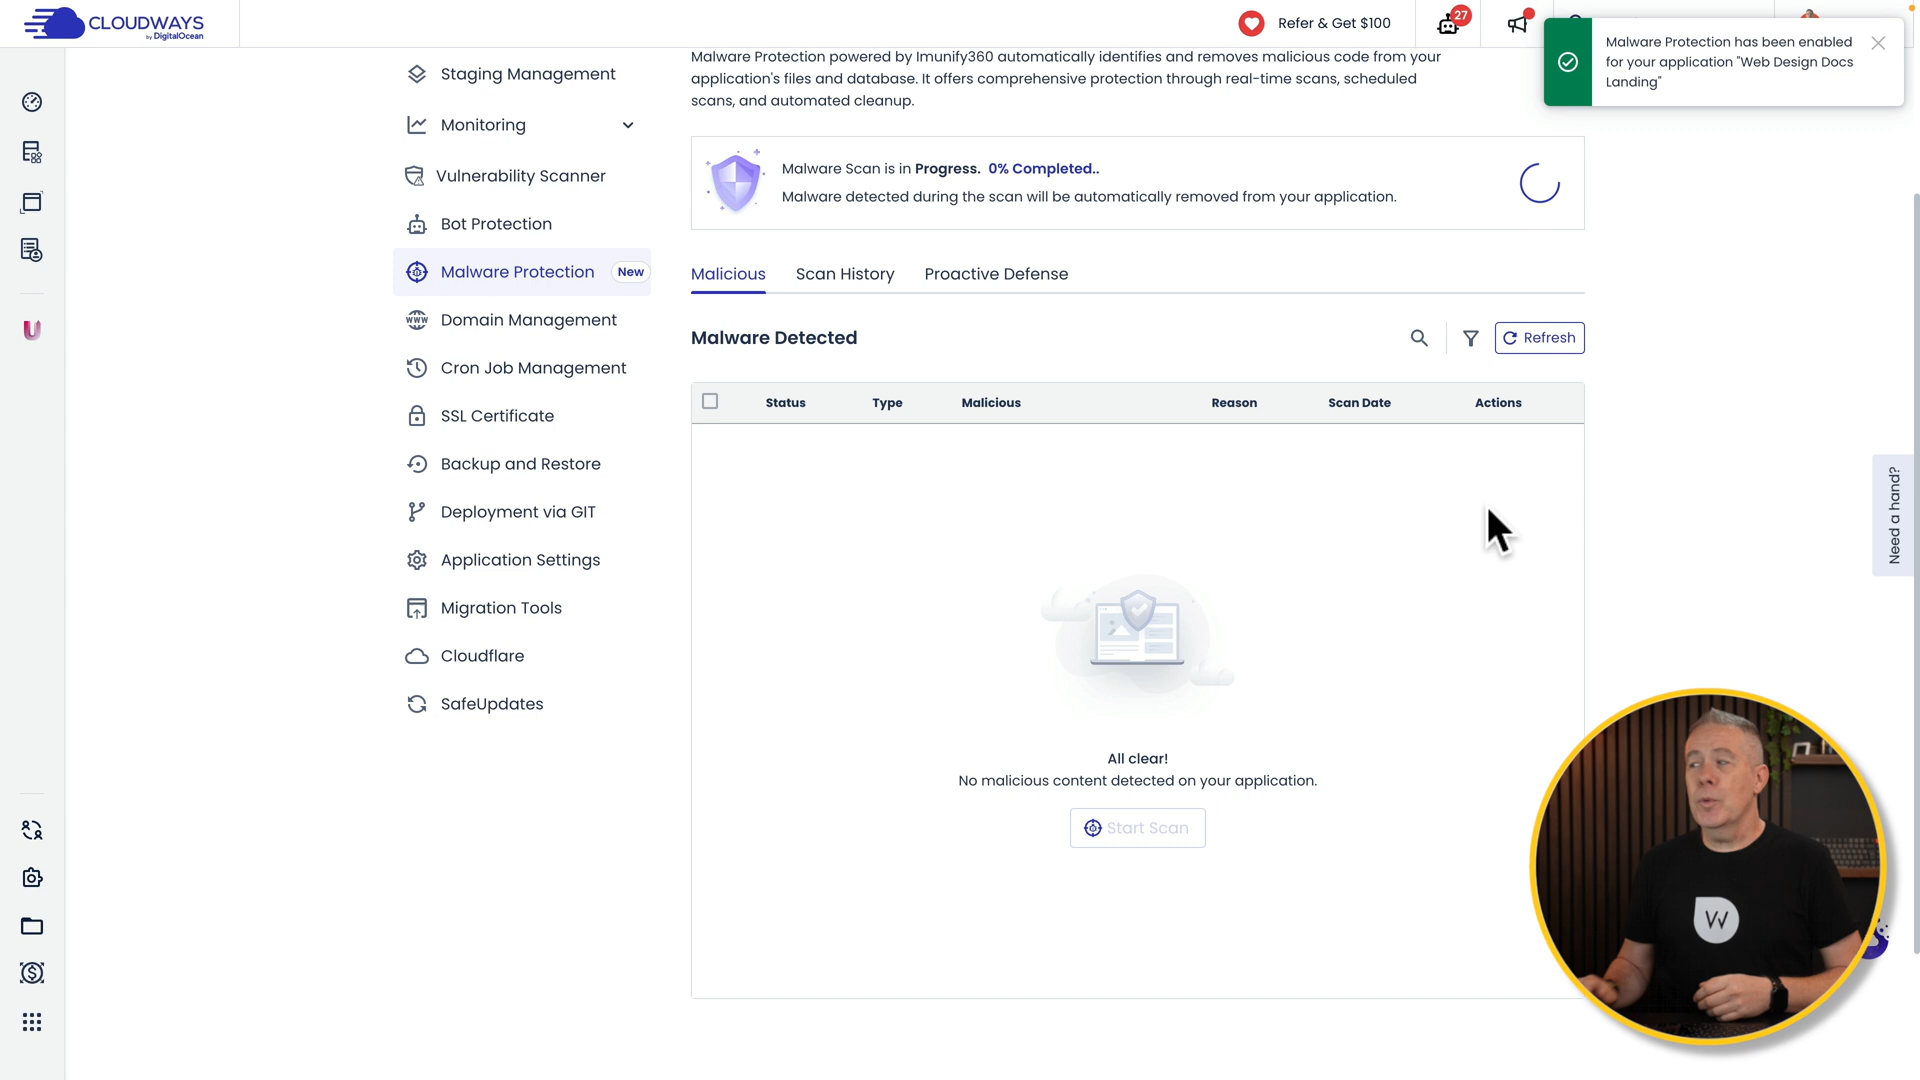 CLOUDWAYS
by DigitalOcean
Refer & Get $100
27
Malware Protection has been enabled
for your application "Web Design Docs
Landing"
Staging Management
Monitoring
Vulnerability Scanner
Bot Protection
Malware Protection New
Domain Management
Cron Job Management
SSL Certificate
Backup and Restore
Deployment via GIT
Application Settings
Migration Tools
Cloudflare
SafeUpdates
Malware Protection powered by Imunify360 automatically identifies and removes malicious code from your
application's files and database. It offers comprehensive protection through real-time scans, scheduled
scans, and automated cleanup.
Malware Scan is in Progress. 0% Completed..
Malware detected during the scan will be automatically removed from your application.
Malicious Scan History Proactive Defense
Malware Detected
Refresh
Status Type Malicious Reason Scan Date Actions
All clear!
No malicious content detected on your application.
Start Scan
Need a hand?
W